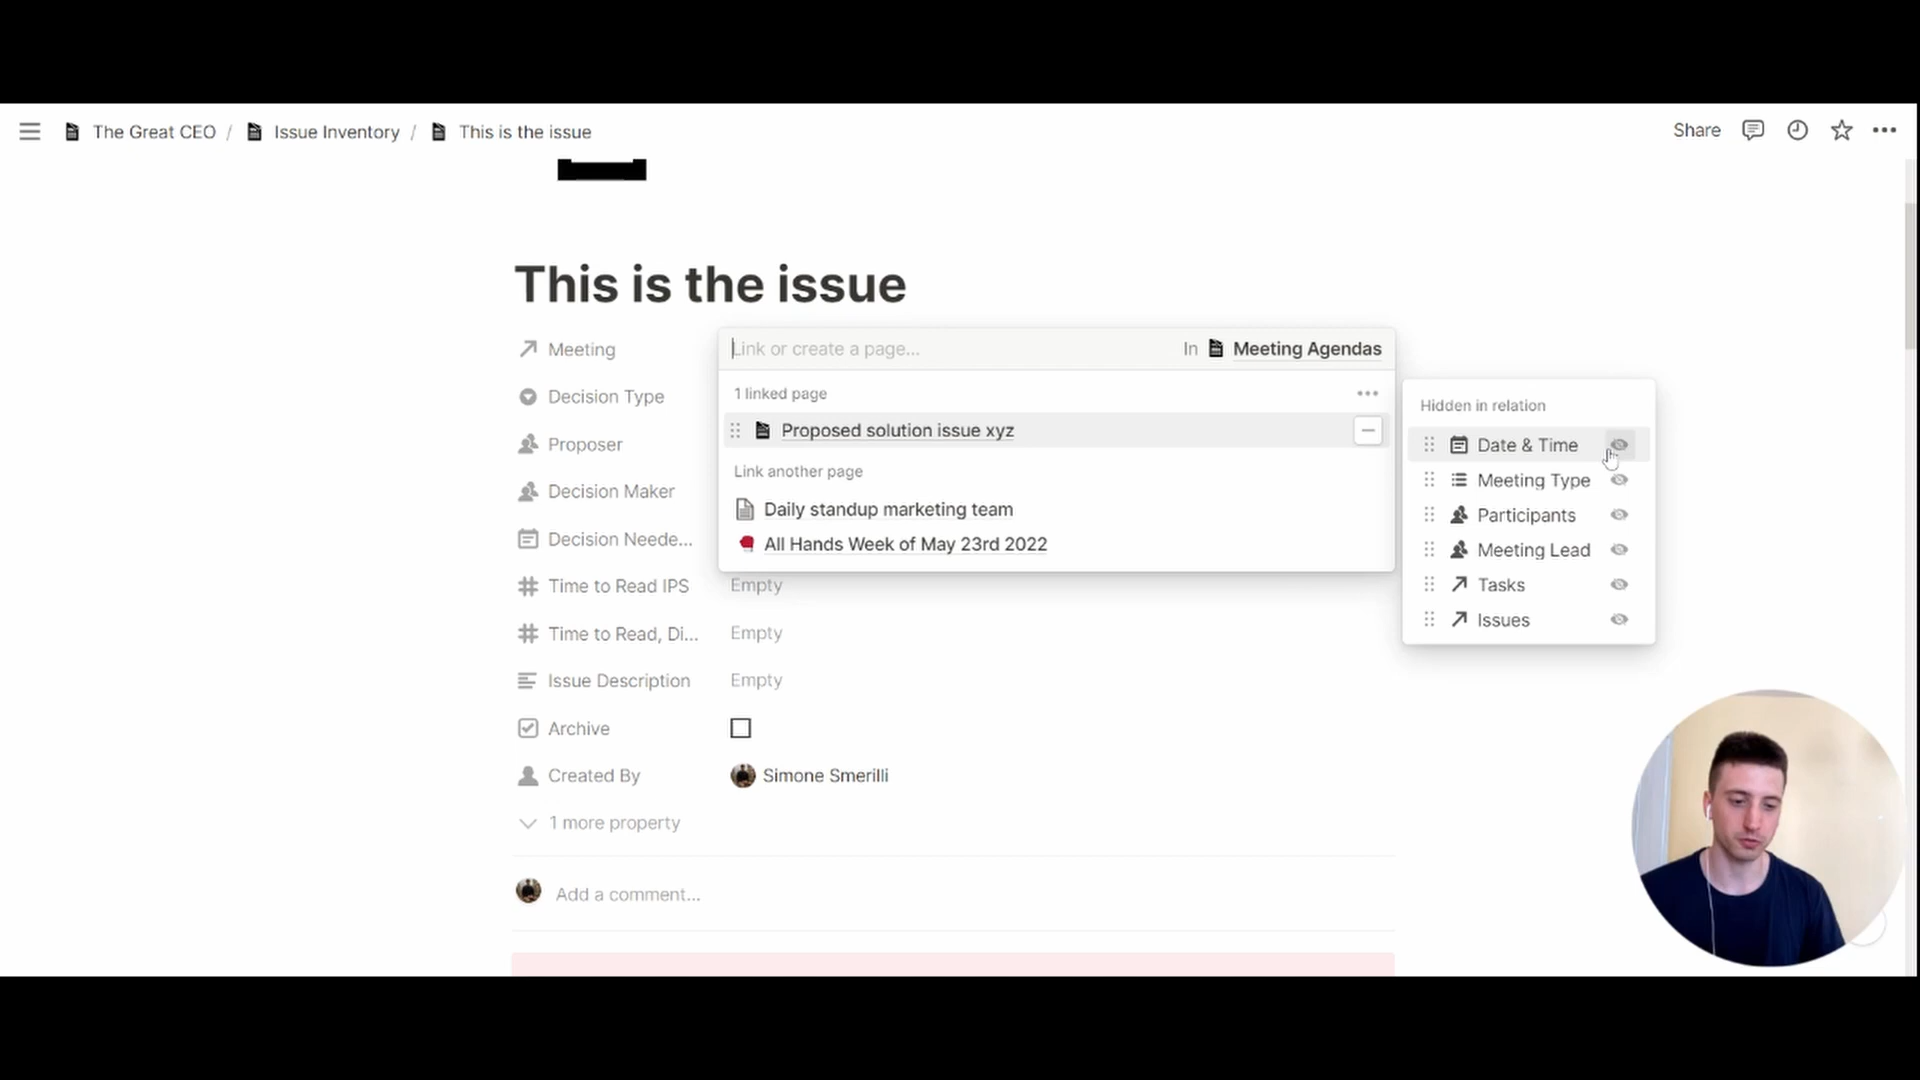 The Great CEO / Issue Inventory / This is the issue
Share
This is the issue
Meeting
Link or create a page...
In Meeting Agendas
1 linked page
Proposed solution issue xyz
Link another page
Daily standup marketing team
All Hands Week of May 23rd 2022
Hidden in relation
Date & Time
Meeting Type
Participants
Meeting Lead
Tasks
Issues
Decision Type
Proposer
Decision Maker
Decision Neede...
Time to Read IPS Empty
Time to Read, Di... Empty
Issue Description Empty
Archive
Created By Simone Smerilli
1 more property
Add a comment...